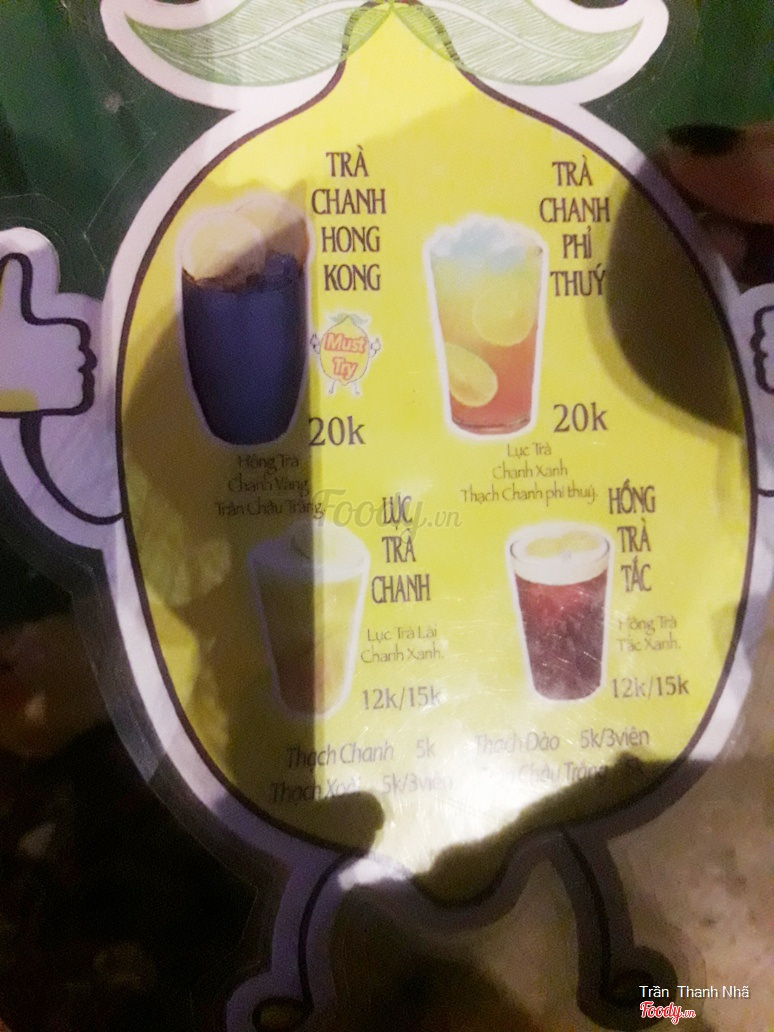 TRÀ
CHANH
HONG
KONG
Must
Try
20k
Hồng Trà
Chanh Vàng
Trân Châu Trắng
TRÀ
CHANH
PHỈ
THUÝ
20k
Lục Trà
Chanh Xanh
Thạch Chanh phỉ thuý.
LỤC
TRÀ
CHANH
Lục Trà Lài
Chanh Xanh.
12k/15k
HỒNG
TRÀ
TẮC
Hồng Trà
Tắc Xanh.
12k/15k
Thạch Chanh 5k
Thạch Đào 5k/3viên
Thạch Xoài 5k/3viên
Trân Châu Trắng
Foody.vn
Trần Thanh Nhã
Foody.vn